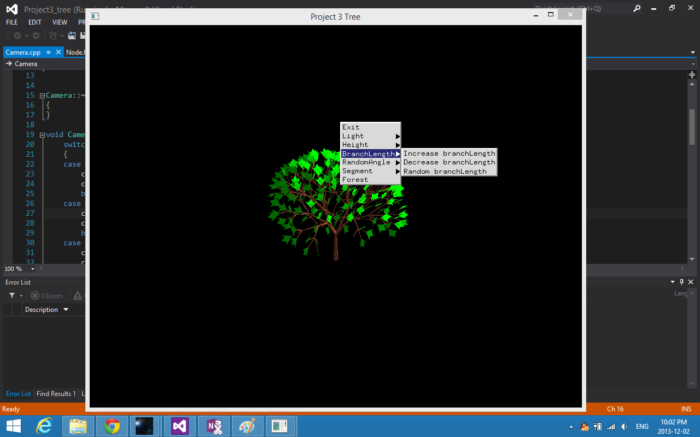 Project3_tree (Ru
Project 3 Tree
FILE EDIT VIEW
Camera.cpp
Node.
Camera
13
14
15 Camera::~
16 {
17 }
18
19 void Came
20 switch
21 {
22 case
23 c
24 c
25 b
26 case
27 c
28 c
29 b
30 case
31 c
32 c
Exit
Light
Height
BranchLength
RandomAngle
Segment
Forest
Increase branchLength
Decrease branchLength
Random branchLength
100 %
Error List
0 Errors
Description
Error List Find Results 1
Ready
Ch 16
INS
ENG
10:02 PM
2013-12-02